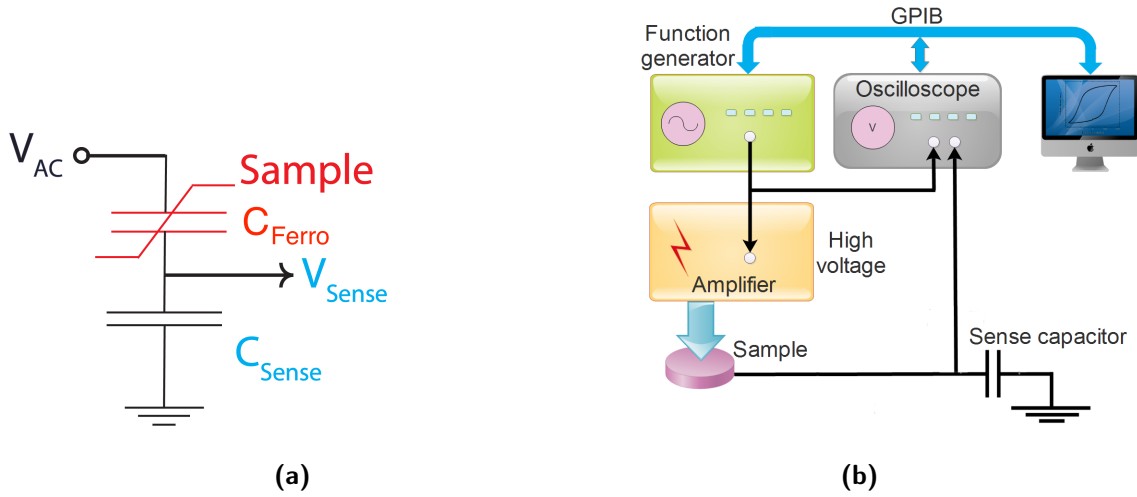 V_AC
Sample
C_Ferro
V_Sense
C_Sense
(a)
GPIB
Function
generator
Oscilloscope
V
High
voltage
Amplifier
Sample
Sense capacitor
(b)